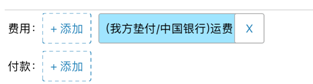 费用： + 添加 (我方垫付/中国银行)运费 X
付款： + 添加